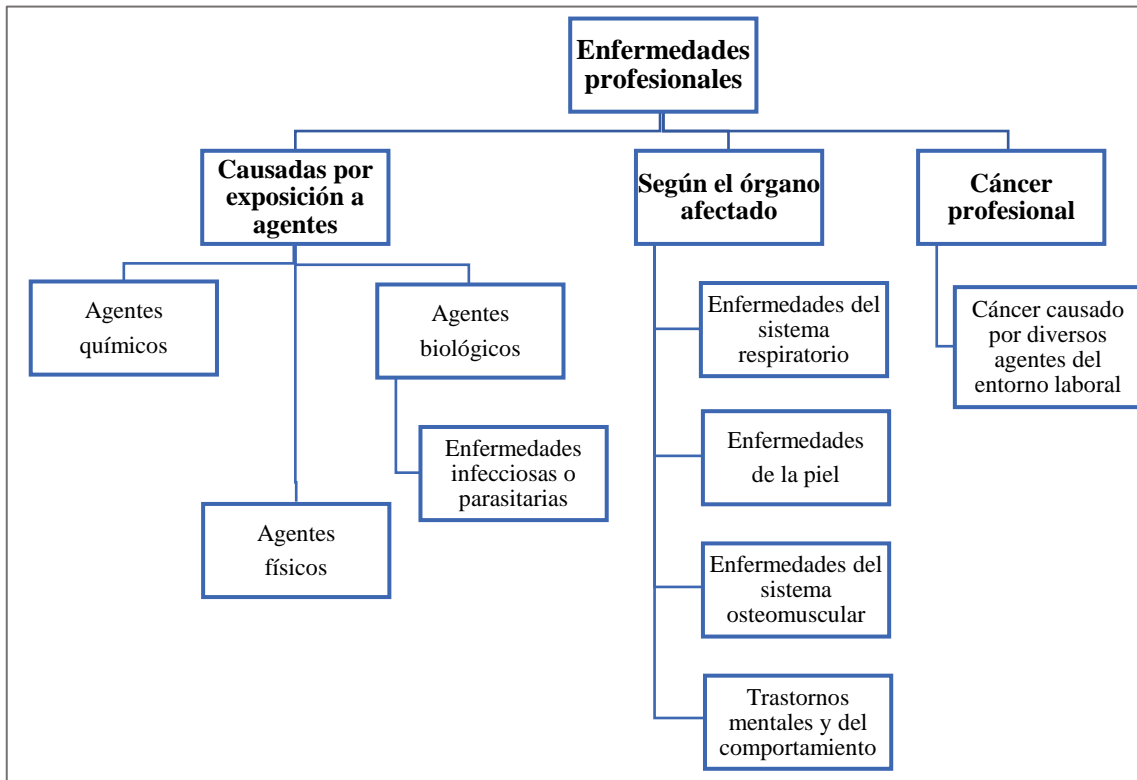 Enfermedades
profesionales
Causadas por
exposición a
agentes
Según el órgano
afectado
Cáncer
profesional
Agentes
químicos
Agentes
biológicos
Enfermedades
infecciosas o
parasitarias
Agentes
físicos
Enfermedades del
sistema
respiratorio
Enfermedades
de la piel
Enfermedades del
sistema
osteomuscular
Trastornos
mentales y del
comportamiento
Cáncer causado
por diversos
agentes del
entorno laboral